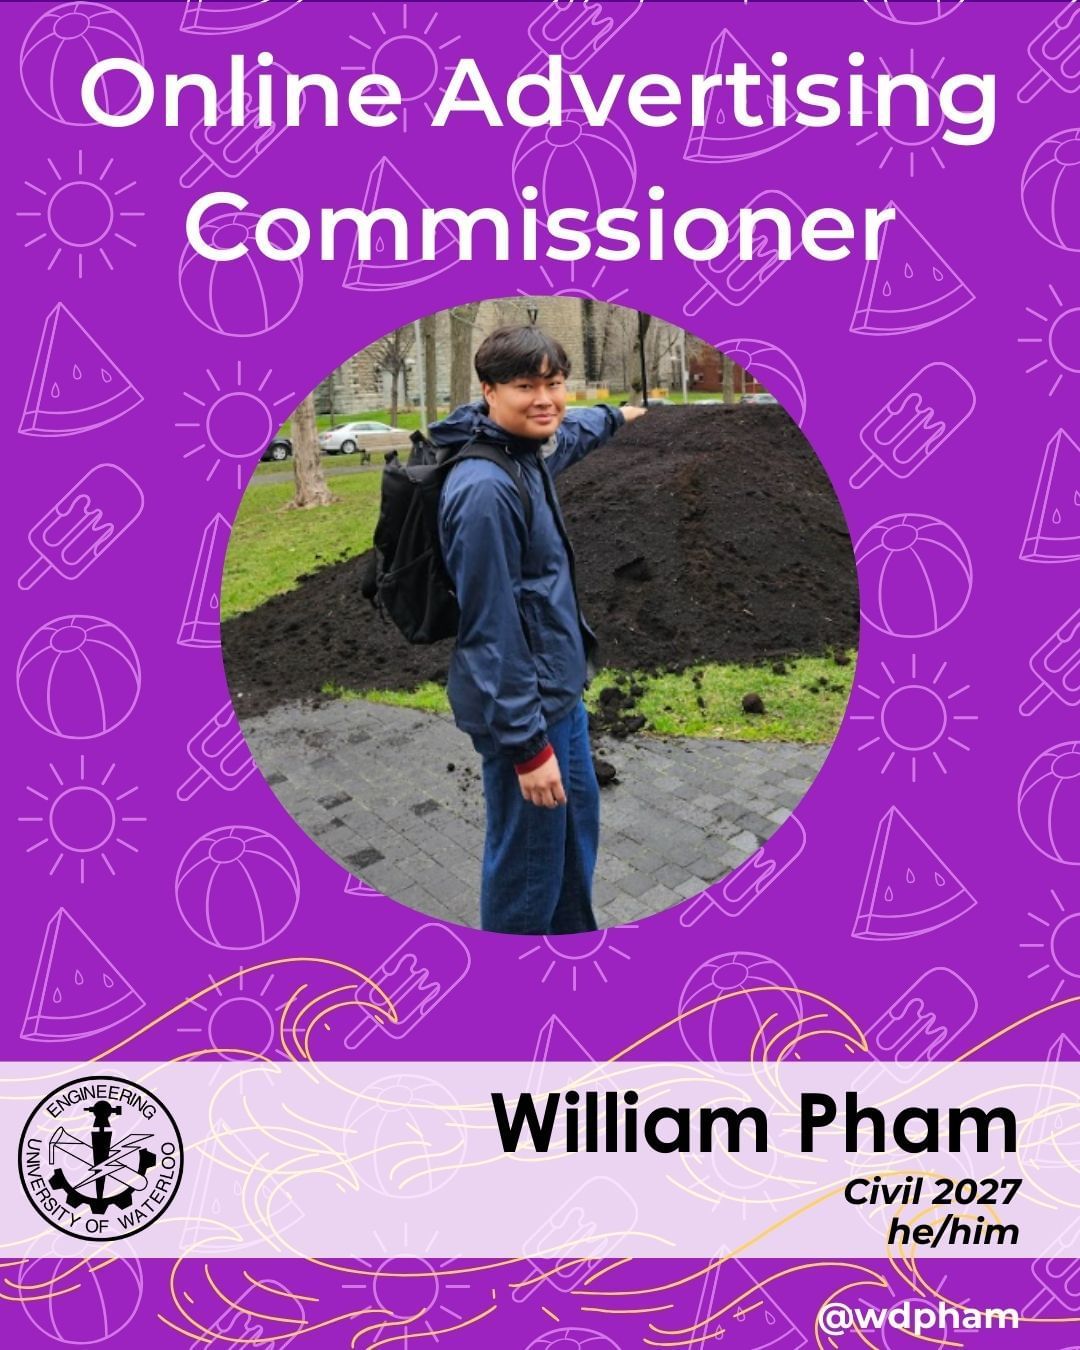 Online Advertising
Commissioner
ENGINEERING
UNIVERSITY OF WATERLOO
William Pham
Civil 2027
he/him
@wdpham